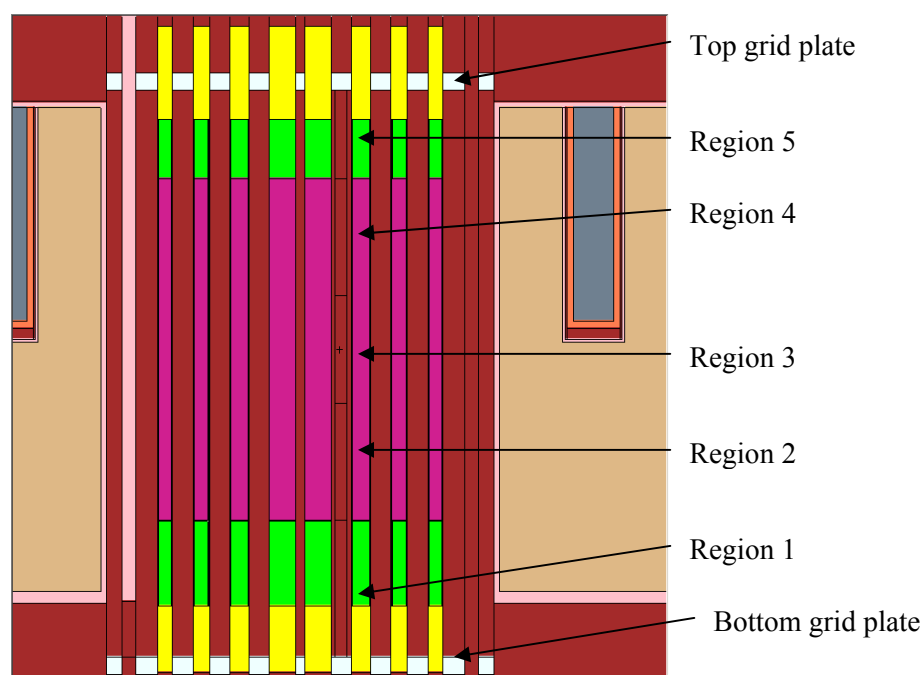 Top grid plate
Region 5
Region 4
Region 3
Region 2
Region 1
Bottom grid plate